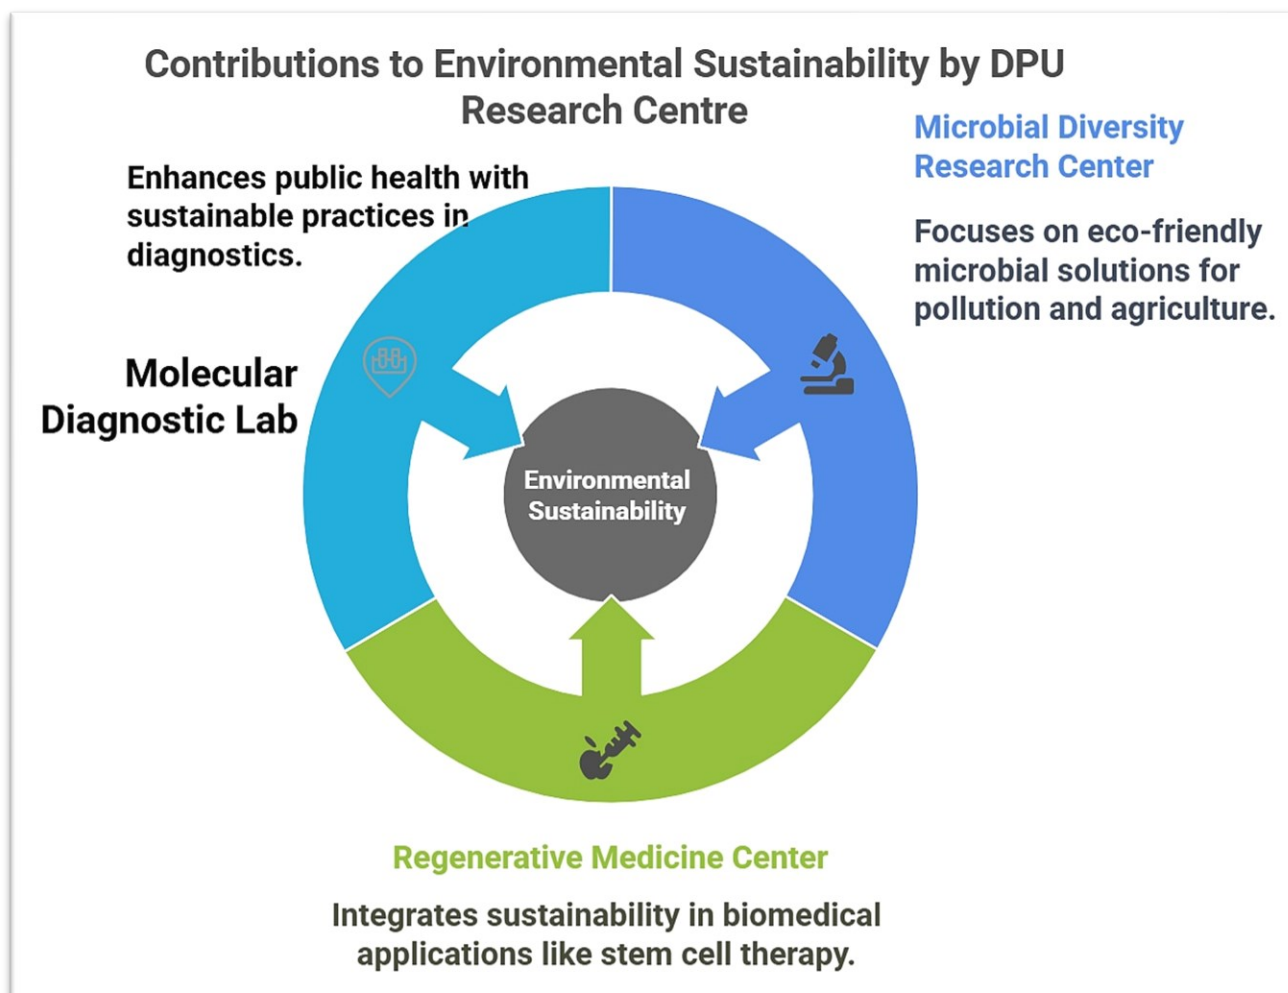 Contributions to Environmental Sustainability by DPU
Research Centre
Enhances public health with
sustainable practices in
diagnostics.
Molecular
Diagnostic Lab
Microbial Diversity
Research Center
Focuses on eco-friendly
microbial solutions for
pollution and agriculture.
Environmental
Sustainability
Regenerative Medicine Center
Integrates sustainability in biomedical
applications like stem cell therapy.